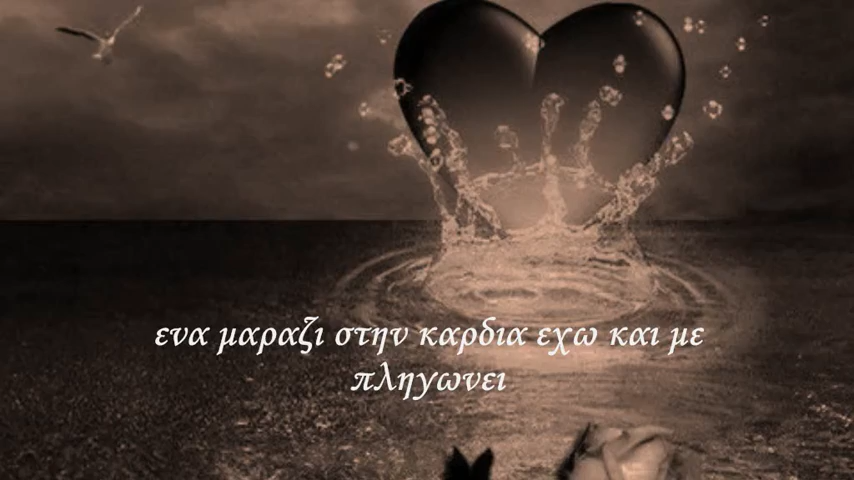 ενα μαραζι στην καρδια εχω και με
πληγωνει